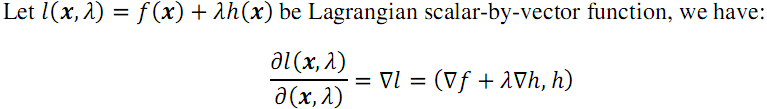 Let l(𝒙, λ) = f(𝒙) + λh(𝒙) be Lagrangian scalar-by-vector function, we have:
∂l(𝒙, λ) / ∂(𝒙, λ) = ∇l = (∇f + λ∇h, h)